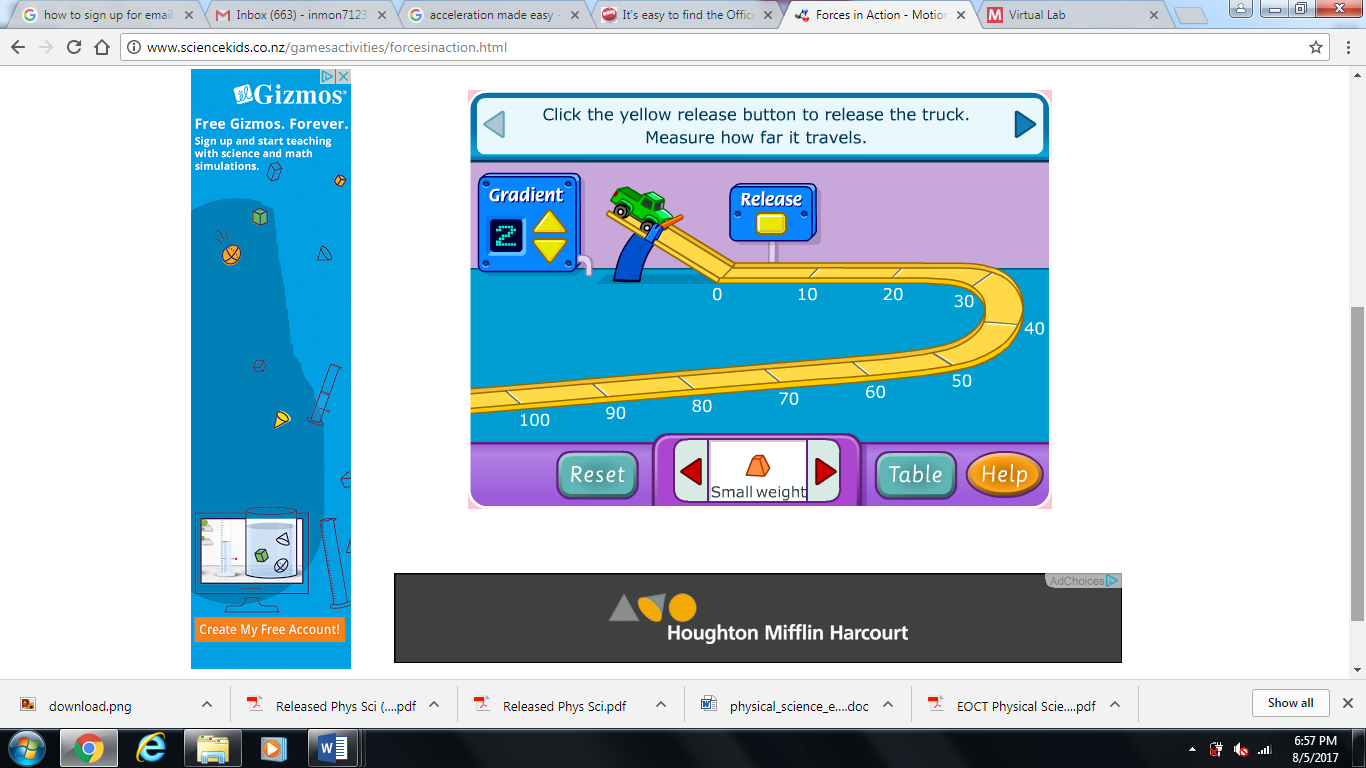 how to sign up for email
Inbox (663) - inmon7123
acceleration made easy -
It's easy to find the Offic
Forces in Action - Motion
Virtual Lab
www.sciencekids.co.nz/gamesactivities/forcesinaction.html
Gizmos
Free Gizmos. Forever.
Sign up and start teaching
with science and math
simulations.
Create My Free Account!
Click the yellow release button to release the truck.
Measure how far it travels.
Gradient
2
Release
0
10
20
30
40
50
60
70
80
90
100
Reset
Small weight
Table
Help
AdChoices
Houghton Mifflin Harcourt
download.png
Released Phys Sci (....pdf
Released Phys Sci.pdf
physical_science_e....doc
EOCT Physical Scie....pdf
Show all
6:57 PM
8/5/2017